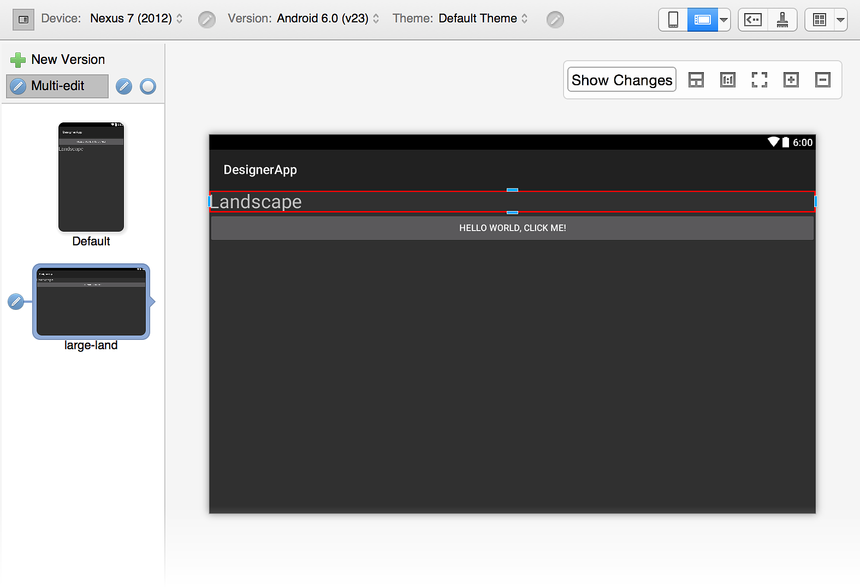 Device: Nexus 7 (2012) Version: Android 6.0 (v23) Theme: Default Theme
New Version
Multi-edit
Show Changes
DesignerApp
Landscape
Default
large-land
6:00
DesignerApp
Landscape
HELLO WORLD, CLICK ME!